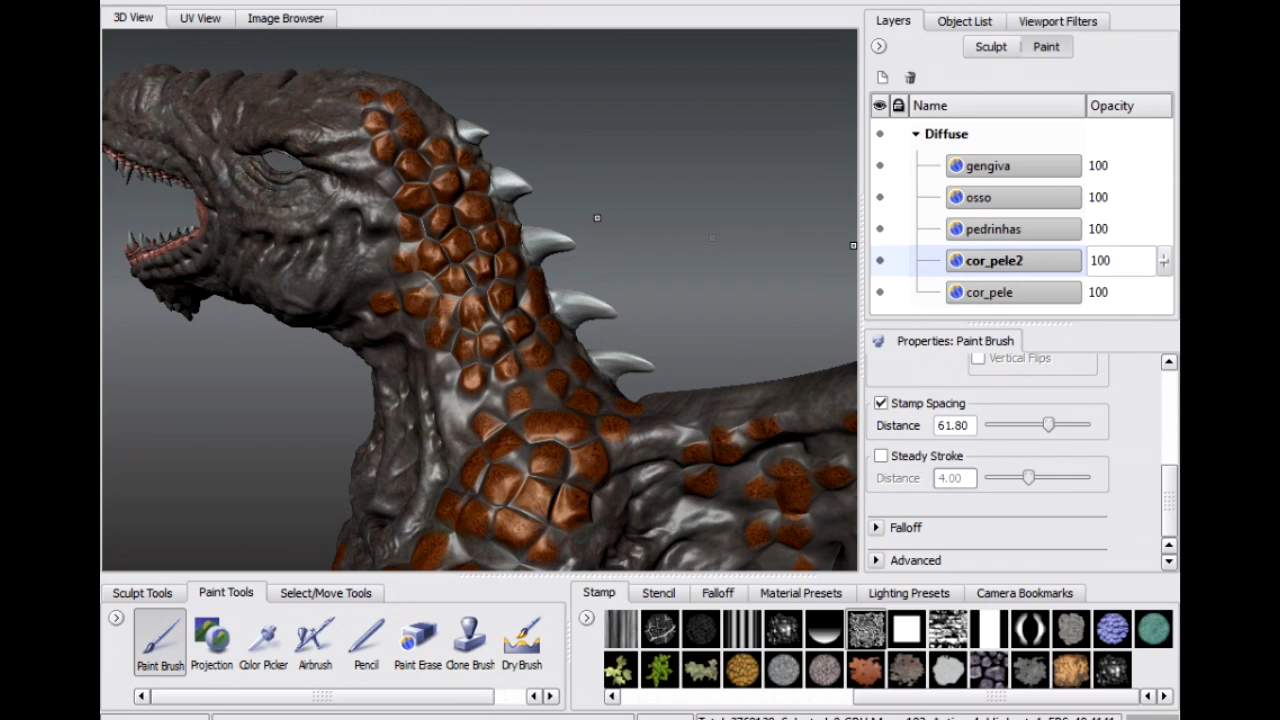 3D View UV View Image Browser
Layers Object List Viewport Filters
Sculpt Paint
Name Opacity
Diffuse
gengiva 100
osso 100
pedrinhas 100
cor_pele2 100
cor_pele 100
Properties: Paint Brush
Vertical Flips
Stamp Spacing
Distance 61.80
Steady Stroke
Distance 4.00
Falloff
Advanced
Sculpt Tools Paint Tools Select/Move Tools
Paint Brush Projection Color Picker Airbrush Pencil Paint Erase Clone Brush Dry Brush
Stamp Stencil Falloff Material Presets Lighting Presets Camera Bookmarks